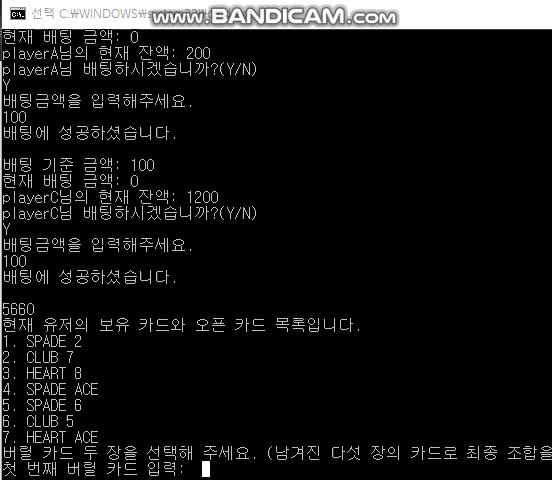 선택 C:\WINDOWS\system32\
www.BANDICAM.com
현재 배팅 금액: 0
playerA님의 현재 잔액: 200
playerA님 배팅하시겠습니까?(Y/N)
Y
배팅금액을 입력해주세요.
100
배팅에 성공하셨습니다.
배팅 기준 금액: 100
현재 배팅 금액: 0
playerC님의 현재 잔액: 1200
playerC님 배팅하시겠습니까?(Y/N)
Y
배팅금액을 입력해주세요.
100
배팅에 성공하셨습니다.
5660
현재 유저의 보유 카드와 오픈 카드 목록입니다.
1. SPADE 2
2. CLUB 7
3. HEART 8
4. SPADE ACE
5. SPADE 6
6. CLUB 5
7. HEART ACE
버릴 카드 두 장을 선택해 주세요. (남겨진 다섯 장의 카드로 최종 조합을
첫 번째 버릴 카드 입력: